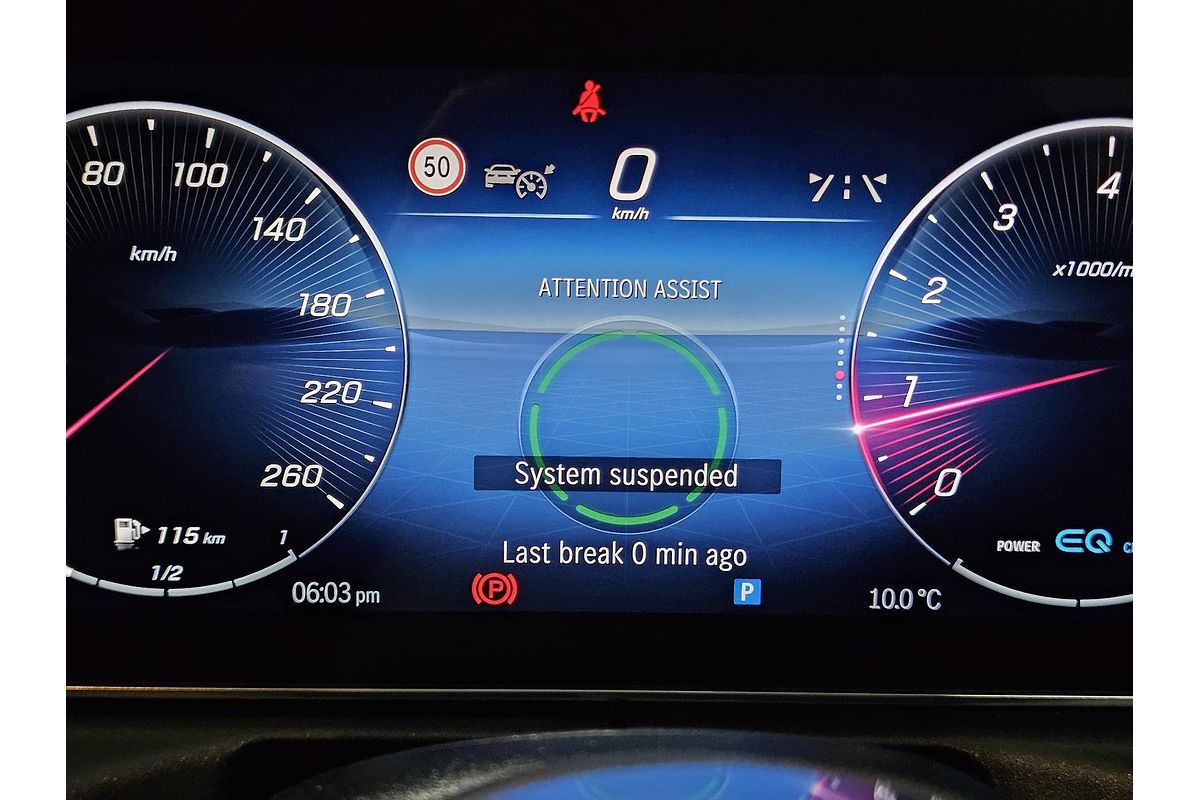 50
0
km/h
80
100
140
180
220
260
km/h
ATTENTION ASSIST
System suspended
Last break 0 min ago
4
3
2
1
0
x1000/m
115 km
1
1/2
06:03 pm
P
P
10.0 °C
POWER
EQ